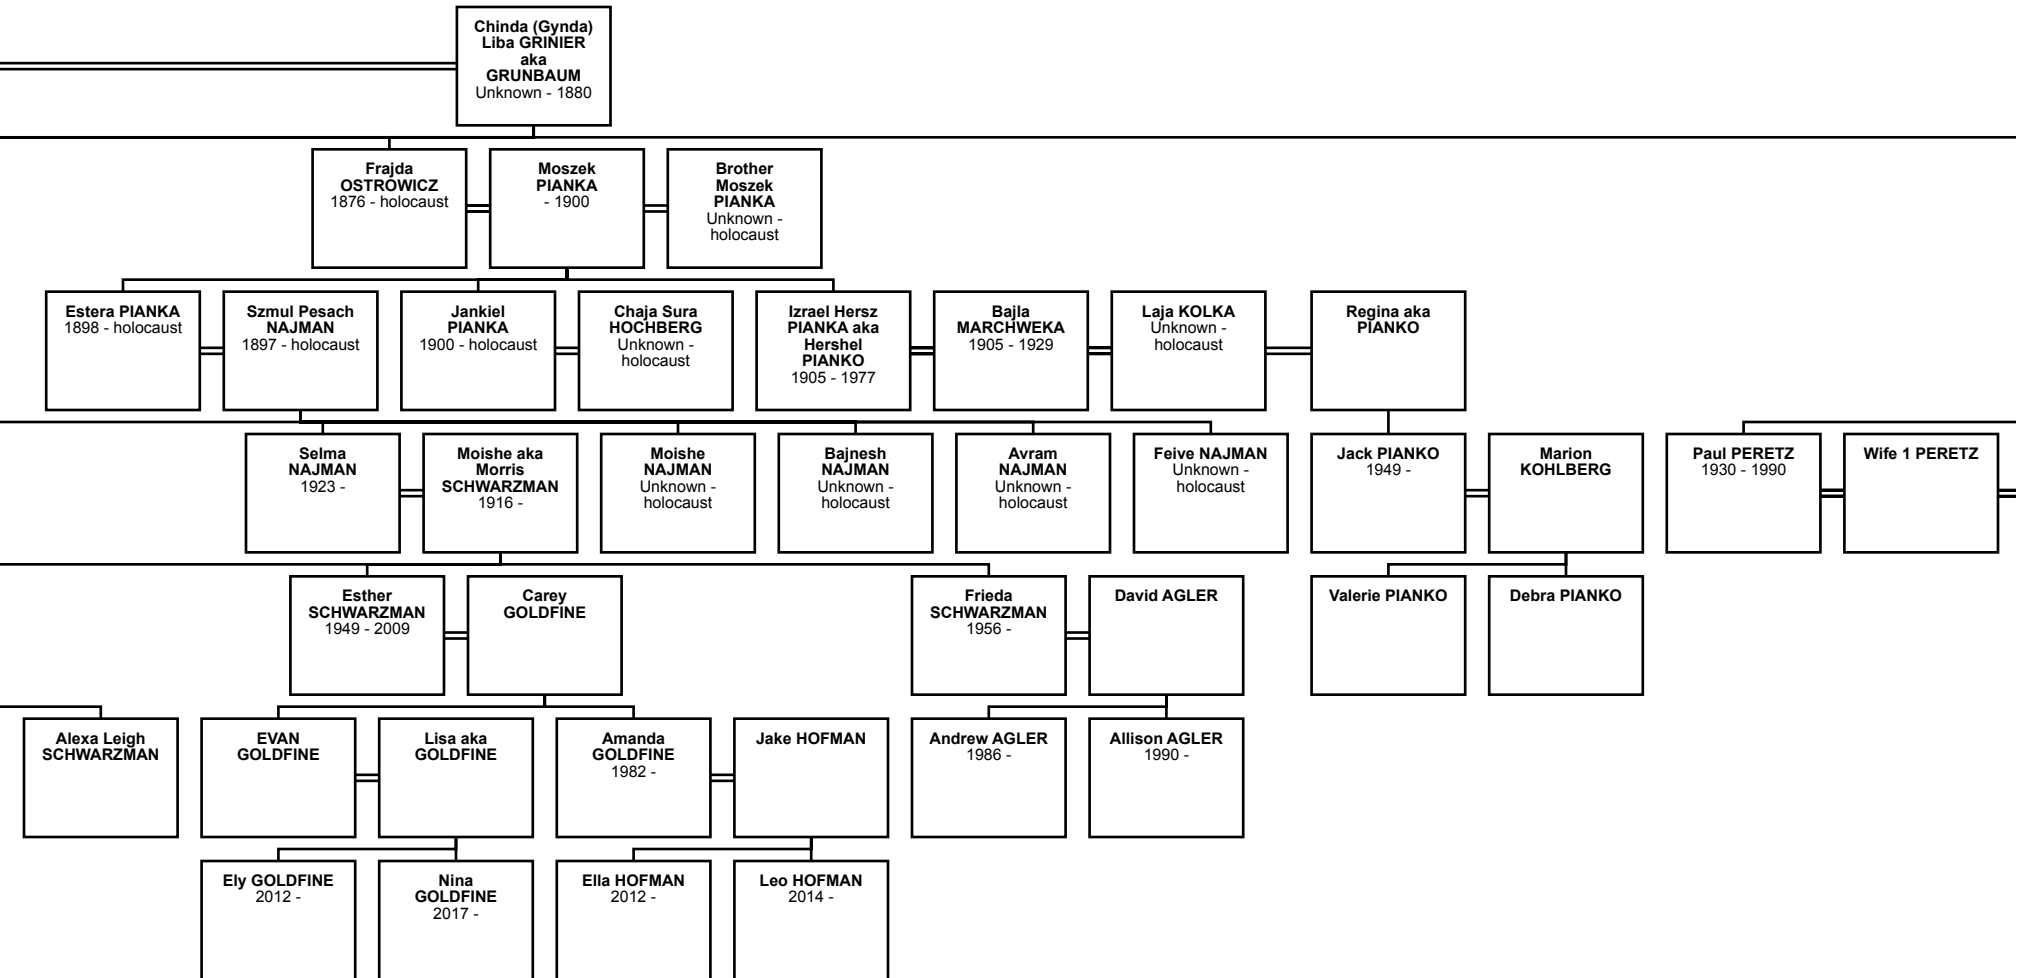 Chinda (Gynda)
Liba GRINIER
aka
GRUNBAUM
Unknown - 1880
Frajda
OSTROWICZ
1876 - holocaust
Moszek
PIANKA
- 1900
Brother
Moszek
PIANKA
Unknown -
holocaust
Estera PIANKA
1898 - holocaust
Szmul Pesach
NAJMAN
1897 - holocaust
Jankiel
PIANKA
1900 - holocaust
Chaja Sura
HOCHBERG
Unknown -
holocaust
Izrael Hersz
PIANKA aka
Hershel
PIANKO
1905 - 1977
Bajla
MARCHWEKA
1905 - 1929
Laja KOLKA
Unknown -
holocaust
Regina aka
PIANKO
Selma
NAJMAN
1923 -
Moishe aka
Morris
SCHWARZMAN
1916 -
Moishe
NAJMAN
Unknown -
holocaust
Bajnesh
NAJMAN
Unknown -
holocaust
Avram
NAJMAN
Unknown -
holocaust
Feive NAJMAN
Unknown -
holocaust
Jack PIANKO
1949 -
Marion
KOHLBERG
Paul PERETZ
1930 - 1990
Wife 1 PERETZ
Esther
SCHWARZMAN
1949 - 2009
Carey
GOLDFINE
Frieda
SCHWARZMAN
1956 -
David AGLER
Valerie PIANKO
Debra PIANKO
Alexa Leigh
SCHWARZMAN
EVAN
GOLDFINE
Lisa aka
GOLDFINE
Amanda
GOLDFINE
1982 -
Jake HOFMAN
Andrew AGLER
1986 -
Allison AGLER
1990 -
Ely GOLDFINE
2012 -
Nina
GOLDFINE
2017 -
Ella HOFMAN
2012 -
Leo HOFMAN
2014 -